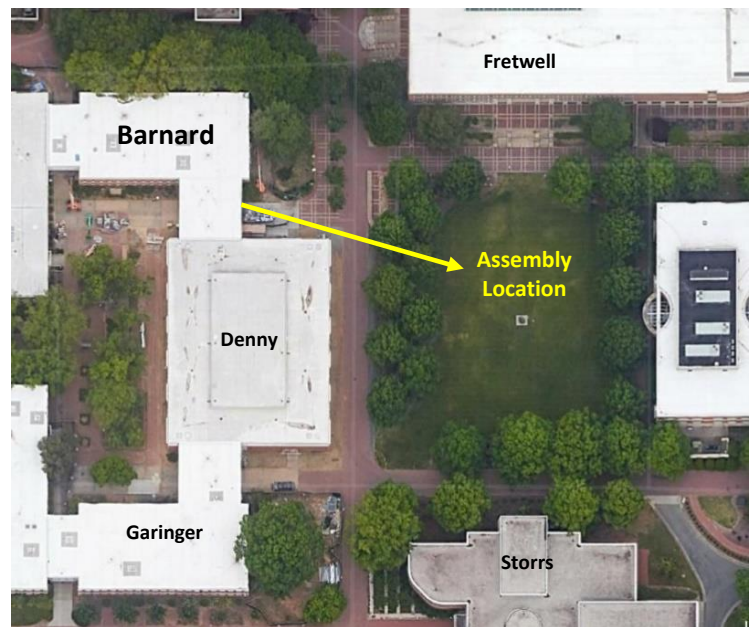 Fretwell
Barnard
Assembly
Location
Denny
Garinger
Storrs